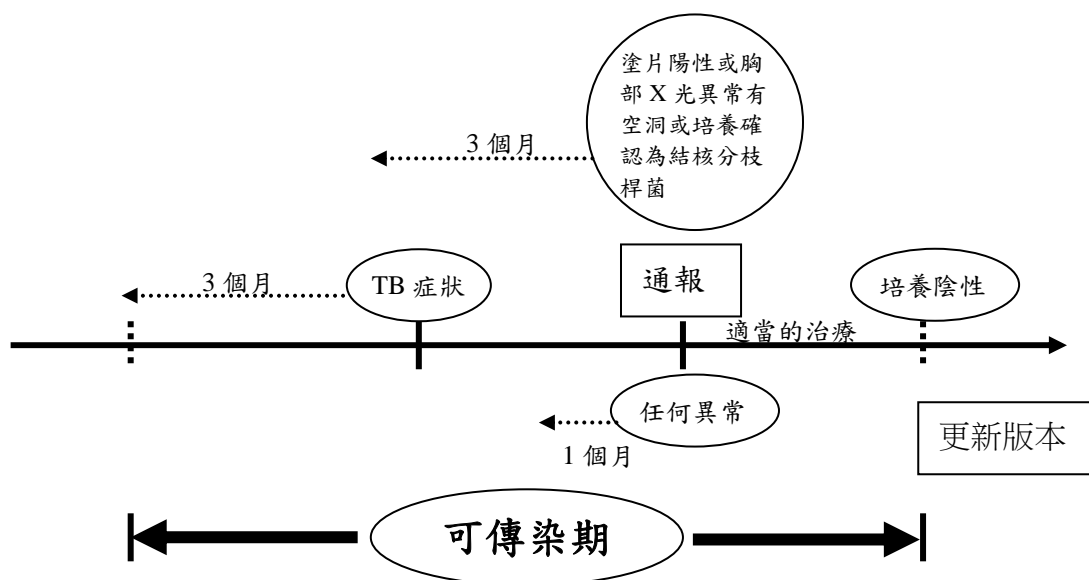 塗片陽性或胸
部 X 光異常有
空洞或培養確
認為結核分枝
桿菌
3 個月
3 個月
TB 症狀
通報
培養陰性
適當的治療
任何異常
1 個月
更新版本
可傳染期